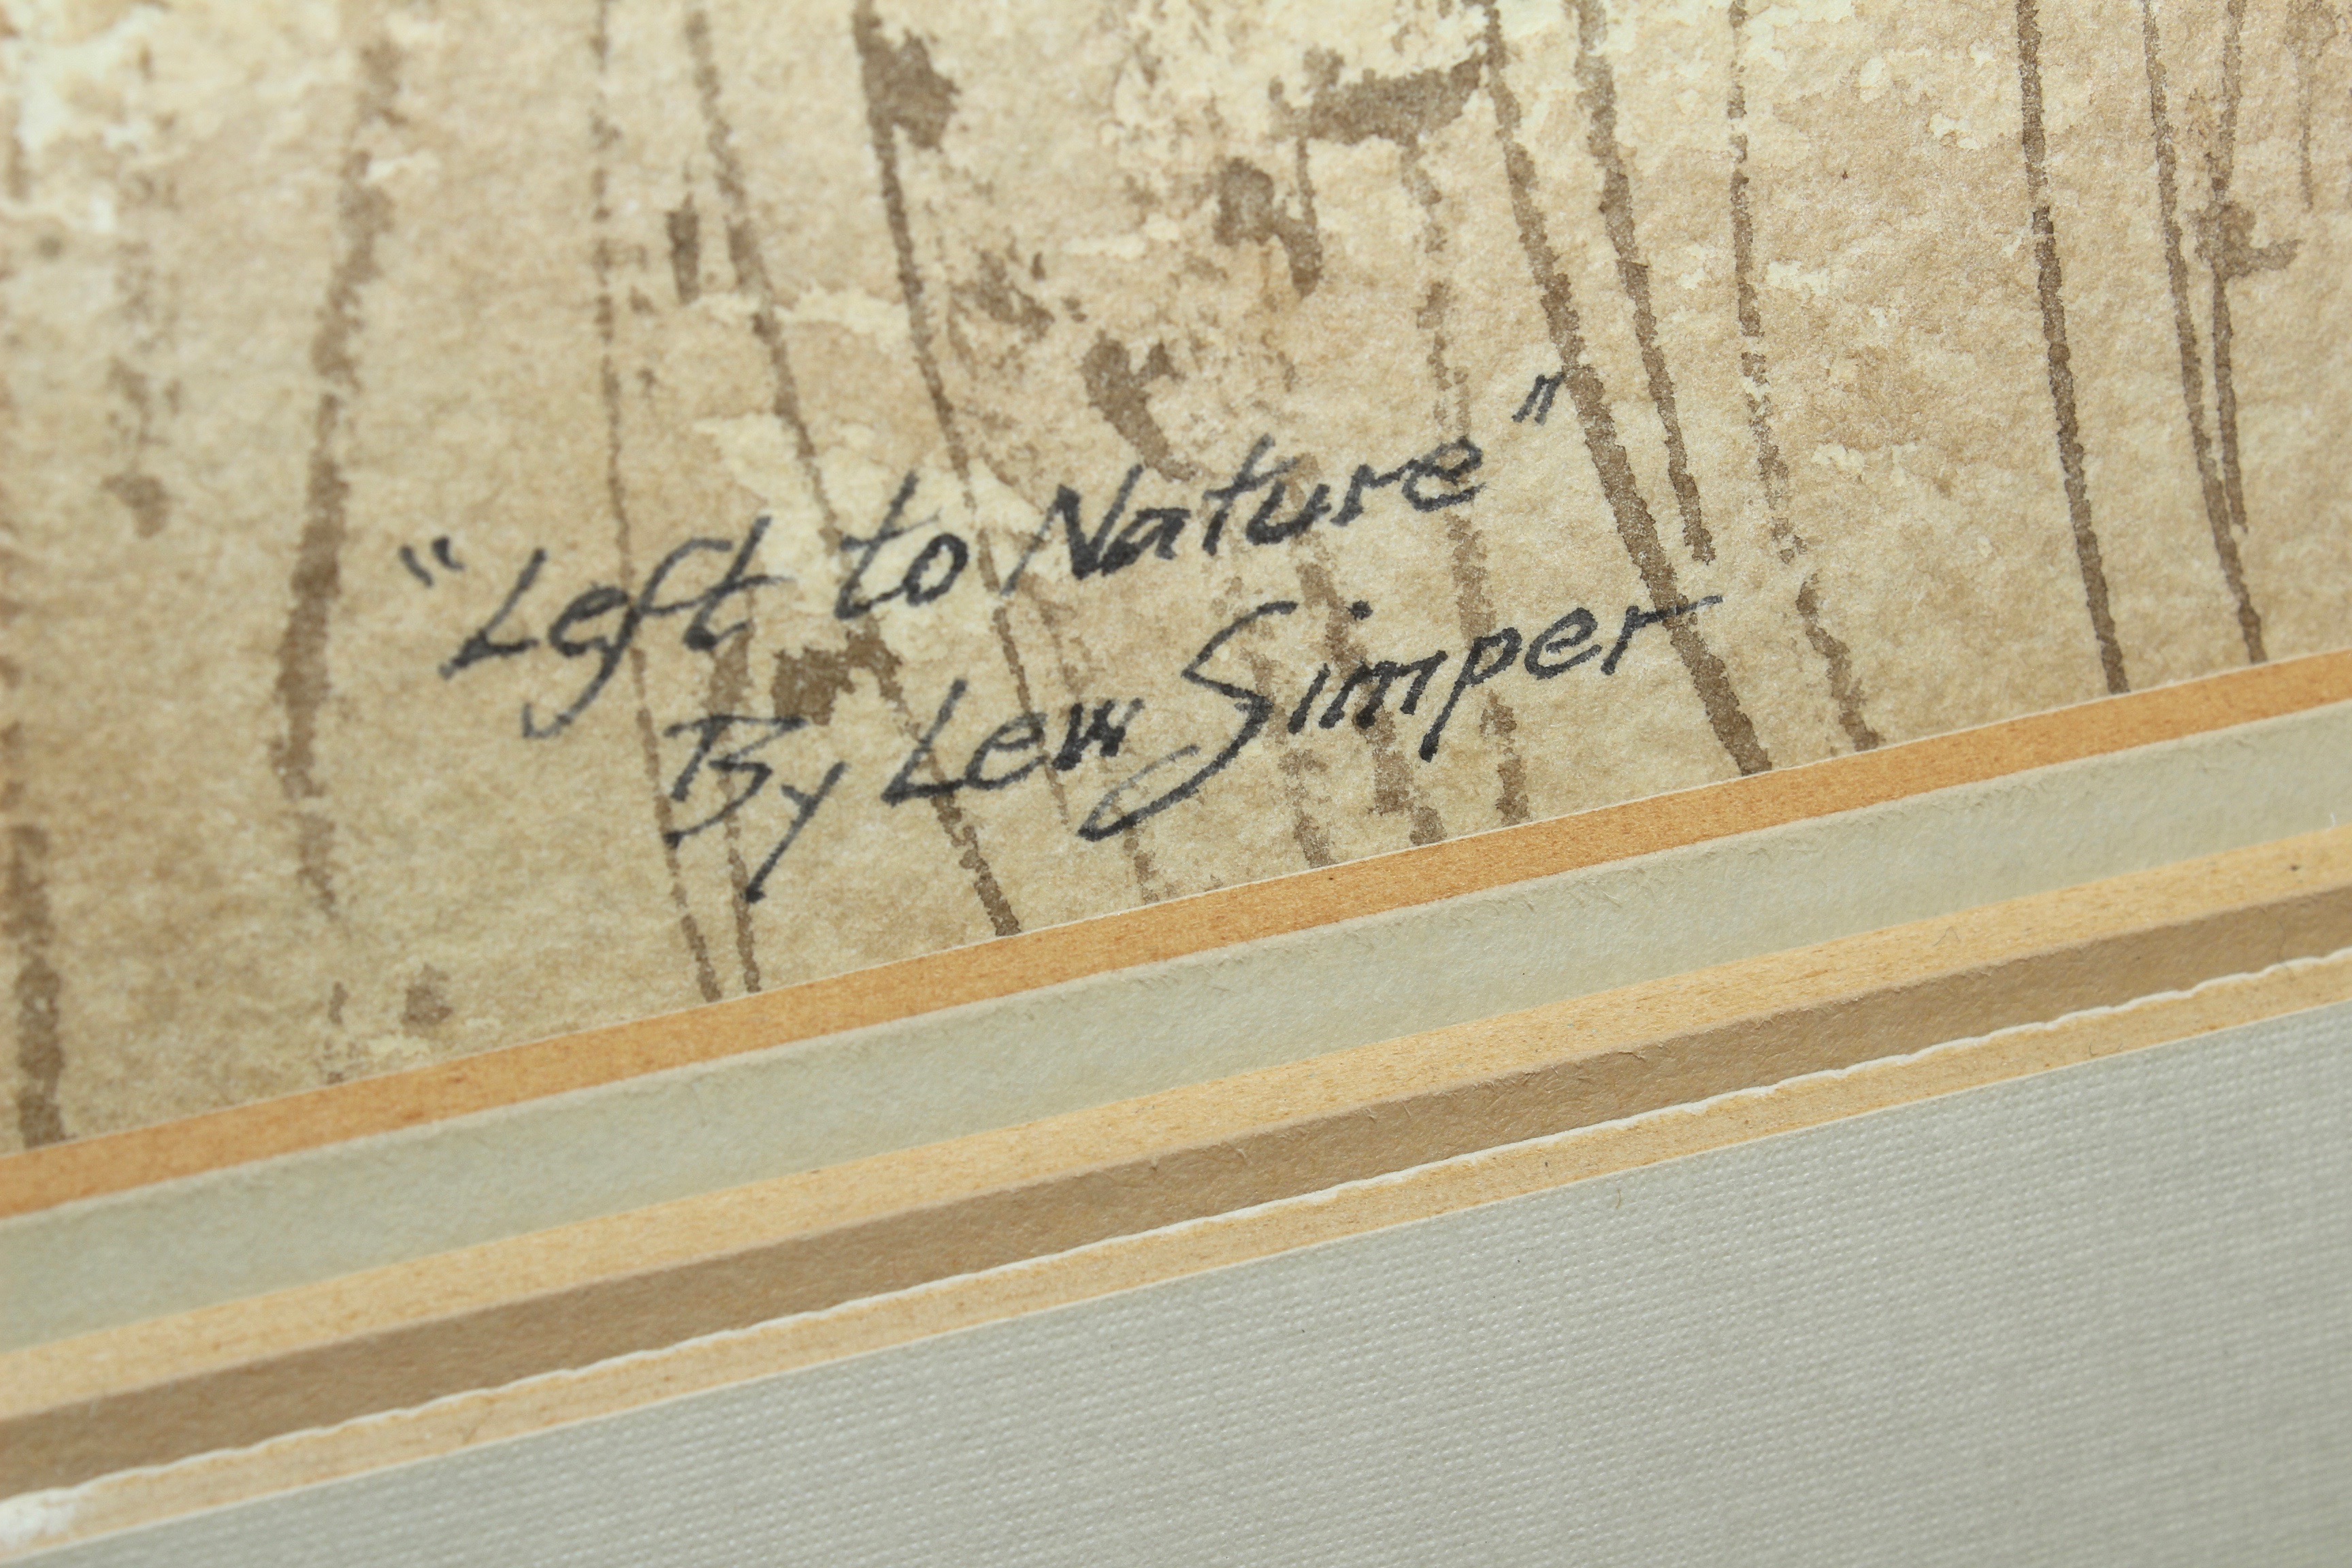 "Left to Nature"
By Lew Simper